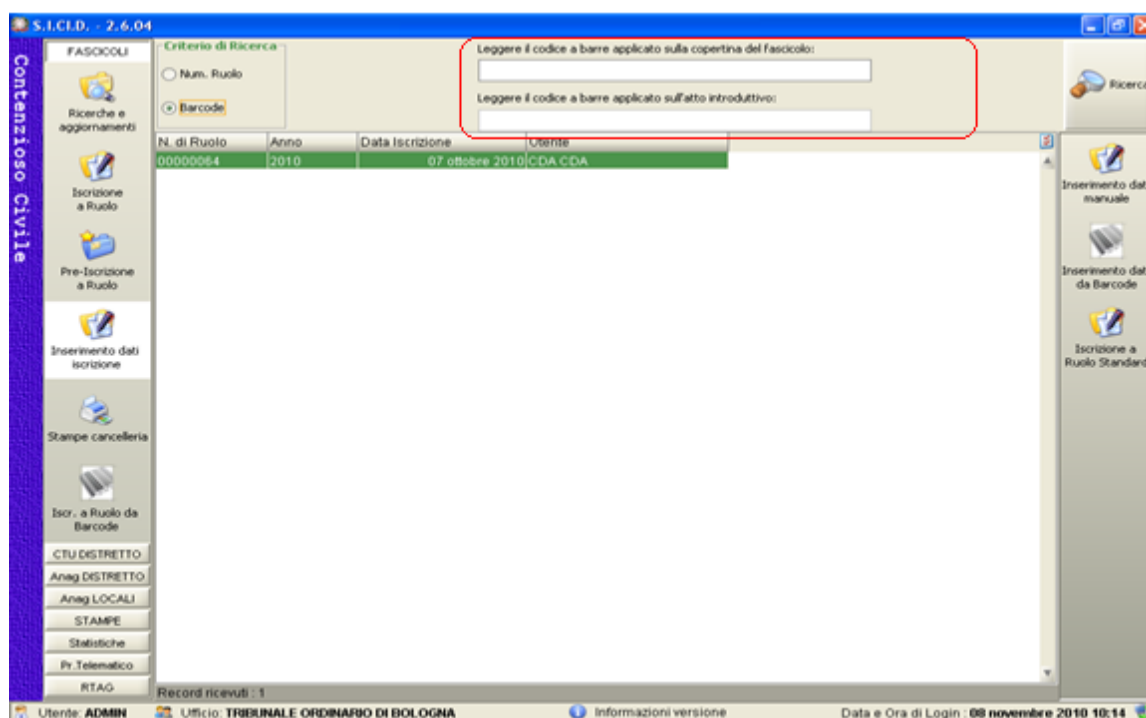 S.I.CI.D. - 2.6.04
Contenzioso Civile
FASCICOLI
Ricerche e
aggiornamenti
Iscrizione
a Ruolo
Pre-Iscrizione
a Ruolo
Inserimento dati
iscrizione
Stampe cancelleria
Iscr. a Ruolo da
Barcode
CTU DISTRETTO
Anag DISTRETTO
Anag LOCALI
STAMPE
Statistiche
Pr.Telematico
RTAG
Criterio di Ricerca
Num. Ruolo
Barcode
Leggere il codice a barre applicato sulla copertina del fascicolo:
Leggere il codice a barre applicato sull'atto introduttivo:
Ricerca
N. di Ruolo Anno Data Iscrizione Utente
00000064 2010 07 ottobre 2010 CDA CDA
Inserimento dat
manuale
Inserimento dat
da Barcode
Iscrizione a
Ruolo Standard
Record ricevuti : 1
Utente: ADMIN Ufficio: TRIBUNALE ORDINARIO DI BOLOGNA Informazioni versione Data e Ora di Login : 08 novembre 2010 10:14